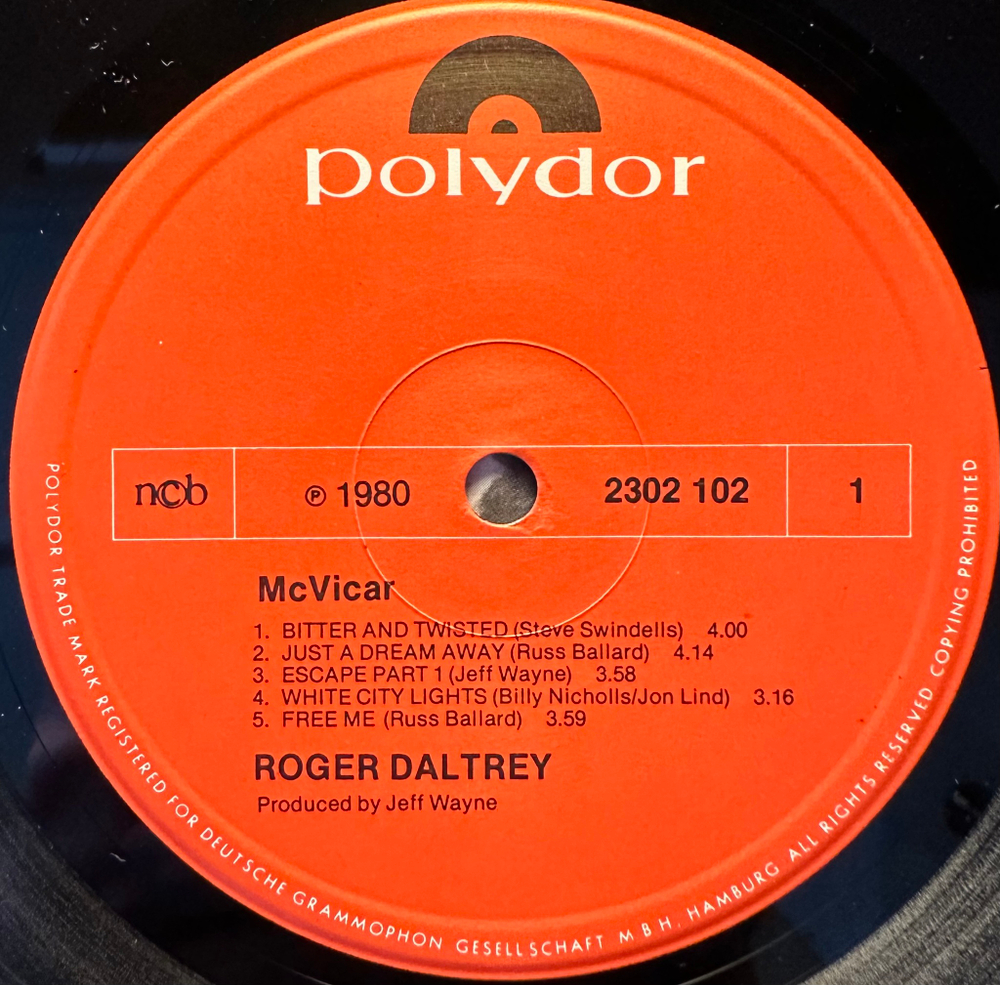 polydor
ncb
℗ 1980
2302 102
1
McVicar
1. BITTER AND TWISTED (Steve Swindells) 4.00
2. JUST A DREAM AWAY (Russ Ballard) 4.14
3. ESCAPE PART 1 (Jeff Wayne) 3.58
4. WHITE CITY LIGHTS (Billy Nicholls/Jon Lind) 3.16
5. FREE ME (Russ Ballard) 3.59
ROGER DALTREY
Produced by Jeff Wayne
POLYDOR TRADE MARK REGISTERED FOR DEUTSCHE GRAMMOPHON GESELLSCHAFT M B H, HAMBURG ALL RIGHTS RESERVED COPYING PROHIBITED